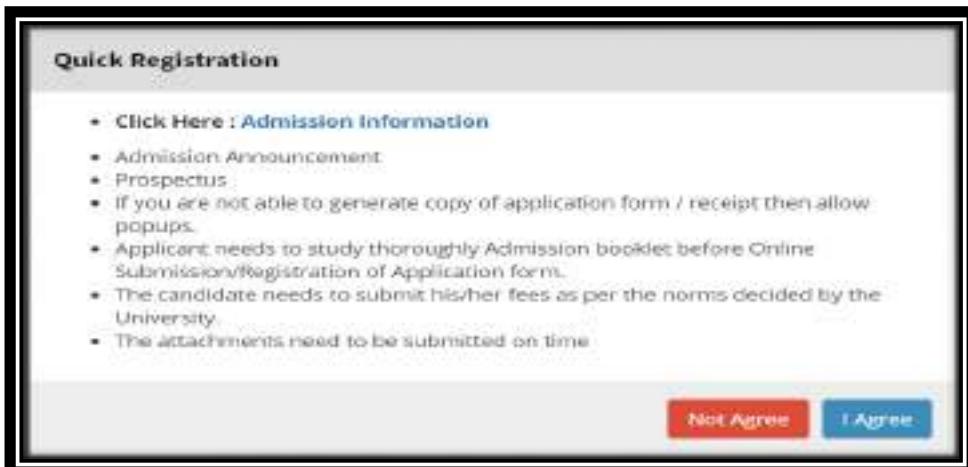 Quick Registration
• Click Here : Admission Information
• Admission Announcement
• Prospectus
• If you are not able to generate copy of application form / receipt then allow
popups.
• Applicant needs to study thoroughly Admission booklet before Online
Submission/Registration of Application form.
• The candidate needs to submit his/her fees as per the norms decided by the
University.
• The attachments need to be submitted on time
Not Agree I Agree